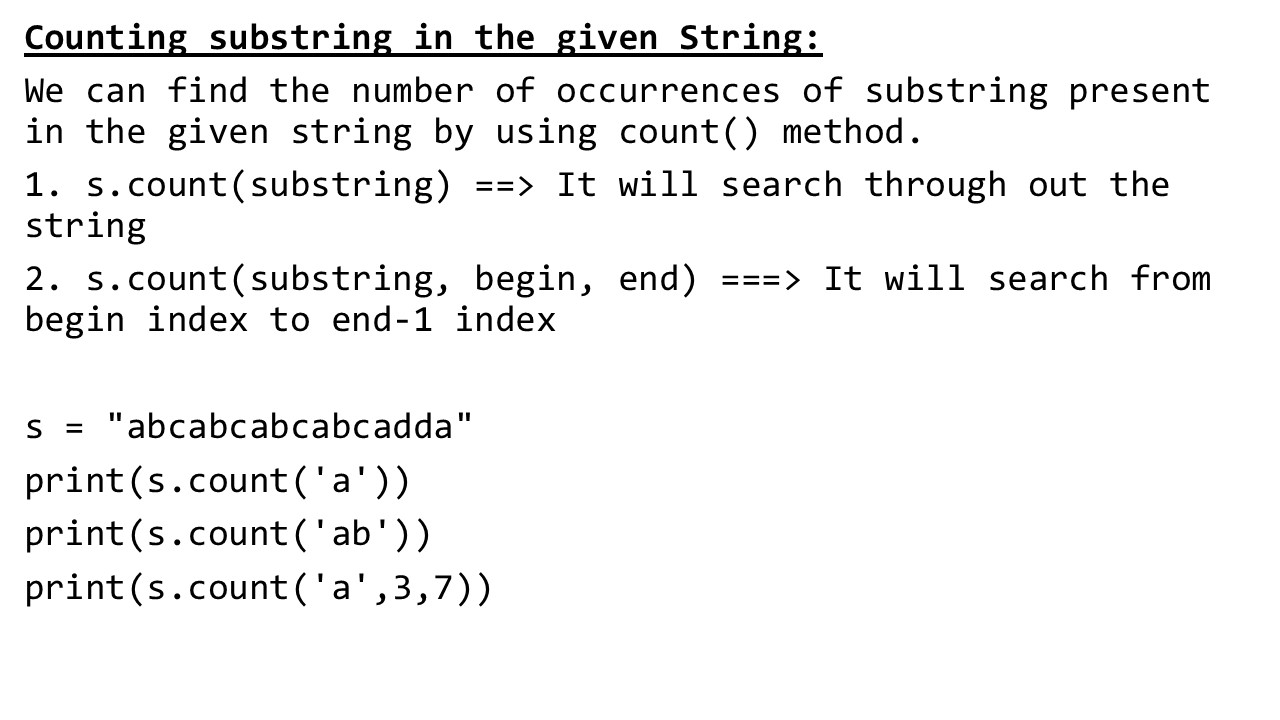 Counting substring in the given String:
We can find the number of occurrences of substring present
in the given string by using count() method.
1. s.count(substring) ==> It will search through out the
string
2. s.count(substring, begin, end) ===> It will search from
begin index to end-1 index
s = "abcabcabcabcadda"
print(s.count('a'))
print(s.count('ab'))
print(s.count('a',3,7))